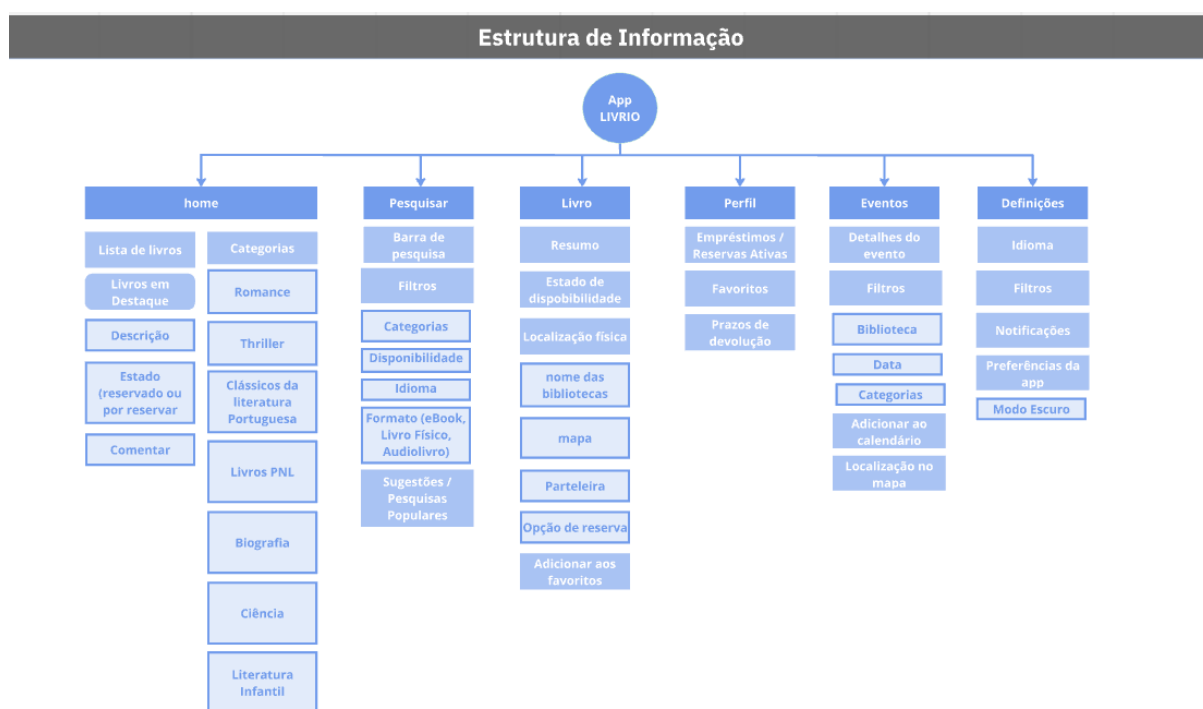 Estrutura de Informação
App
LIVRIO
home
Lista de livros
Livros em
Destaque
Descrição
Estado
(reservado ou
por reservar
Comentar
Categorias
Romance
Thriller
Clássicos da
literatura
Portuguesa
Livros PNL
Biografia
Ciência
Literatura
Infantil
Pesquisar
Barra de
pesquisa
Filtros
Categorias
Disponibilidade
Idioma
Formato (eBook,
Livro Físico,
Audiolivro)
Sugestões /
Pesquisas
Populares
Livro
Resumo
Estado de
dispobibilidade
Localização física
nome das
bibliotecas
mapa
Parteleira
Opção de reserva
Adicionar aos
favoritos
Perfil
Empréstimos /
Reservas Ativas
Favoritos
Prazos de
devolução
Eventos
Detalhes do
evento
Filtros
Biblioteca
Data
Categorias
Adicionar ao
calendário
Localização no
mapa
Definições
Idioma
Filtros
Notificações
Preferências da
app
Modo Escuro